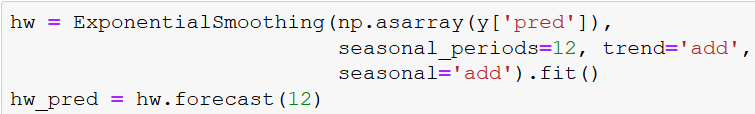 hw = ExponentialSmoothing(np.asarray(y['pred']),
                          seasonal_periods=12, trend='add',
                          seasonal='add').fit()
hw_pred = hw.forecast(12)